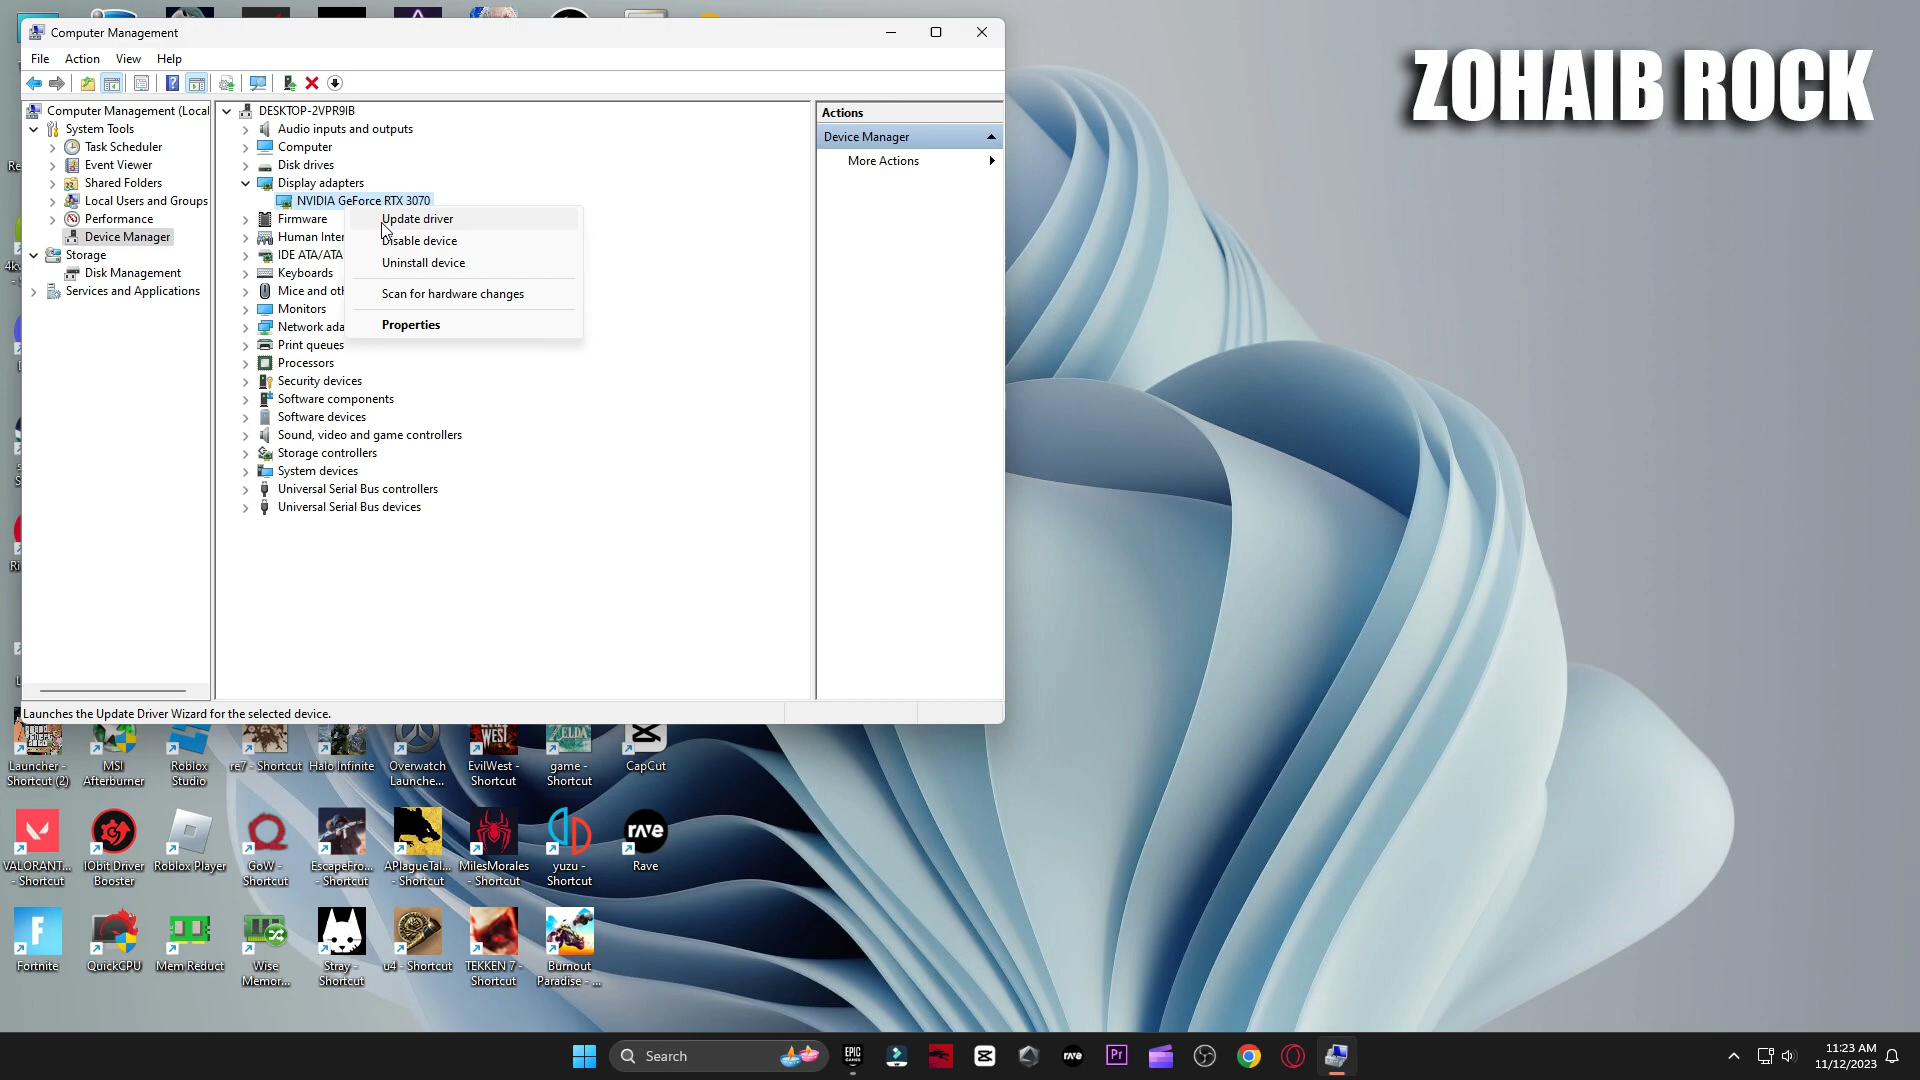 Computer Management
ZOHAIB ROCK
File Action View Help
Computer Management (Local
System Tools
Task Scheduler
Event Viewer
Shared Folders
Local Users and Groups
Performance
Device Manager
Storage
Disk Management
Services and Applications
DESKTOP-2VPR9IB
Audio inputs and outputs
Computer
Disk drives
Display adapters
NVIDIA GeForce RTX 3070
Firmware
Human Inter
IDE ATA/ATA
Keyboards
Mice and oth
Monitors
Network ada
Print queues
Processors
Security devices
Software components
Software devices
Sound, video and game controllers
Storage controllers
System devices
Universal Serial Bus controllers
Universal Serial Bus devices
Update driver
Disable device
Uninstall device
Scan for hardware changes
Properties
Actions
Device Manager
More Actions
Launches the Update Driver Wizard for the selected device.
Launcher -
Shortcut (2)
MSI
Afterburner
Roblox
Studio
re7 - Shortcut
Halo Infinite
Overwatch
Launche...
EVIL WEST
EvilWest -
Shortcut
ZELDA
game -
Shortcut
CapCut
VALORANT...
- Shortcut
IObit Driver
Booster
Roblox Player
GoW -
Shortcut
EscapeFro...
- Shortcut
APlagueTal...
- Shortcut
MilesMorales
- Shortcut
yuzu -
Shortcut
rave
Rave
Fortnite
QuickCPU
Mem Reduct
Wise
Memor...
Stray -
Shortcut
u4 - Shortcut
TEKKEN 7 -
Shortcut
Burnout
Paradise - ...
Search
EPIC
GAMES
rave
Pr
11:23 AM
11/12/2023